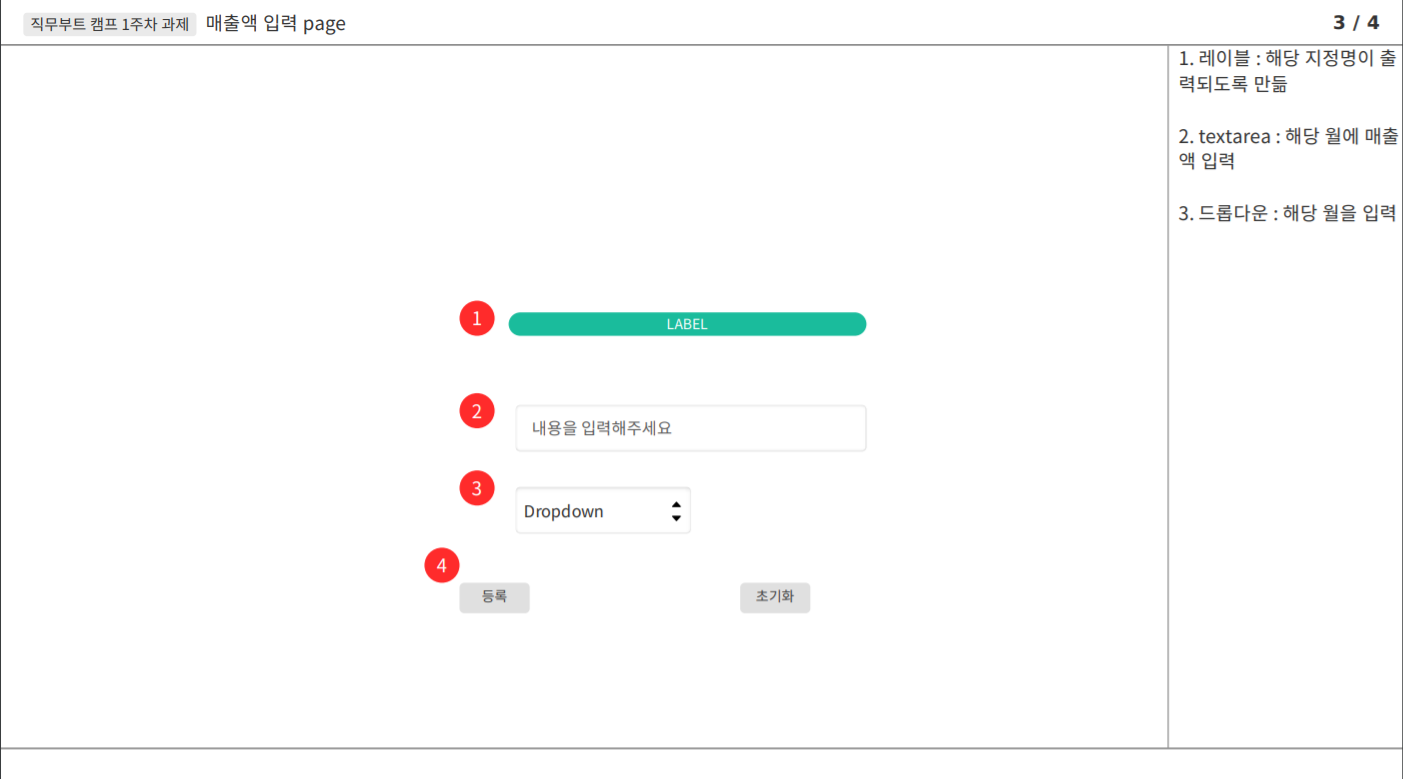 직무부트 캠프 1주차 과제 매출액 입력 page 3 / 4
1. 레이블 : 해당 지정명이 출
력되도록 만듦
2. textarea : 해당 월에 매출
액 입력
3. 드롭다운 : 해당 월을 입력
1 LABEL
2 내용을 입력해주세요
3 Dropdown
4
등록 초기화